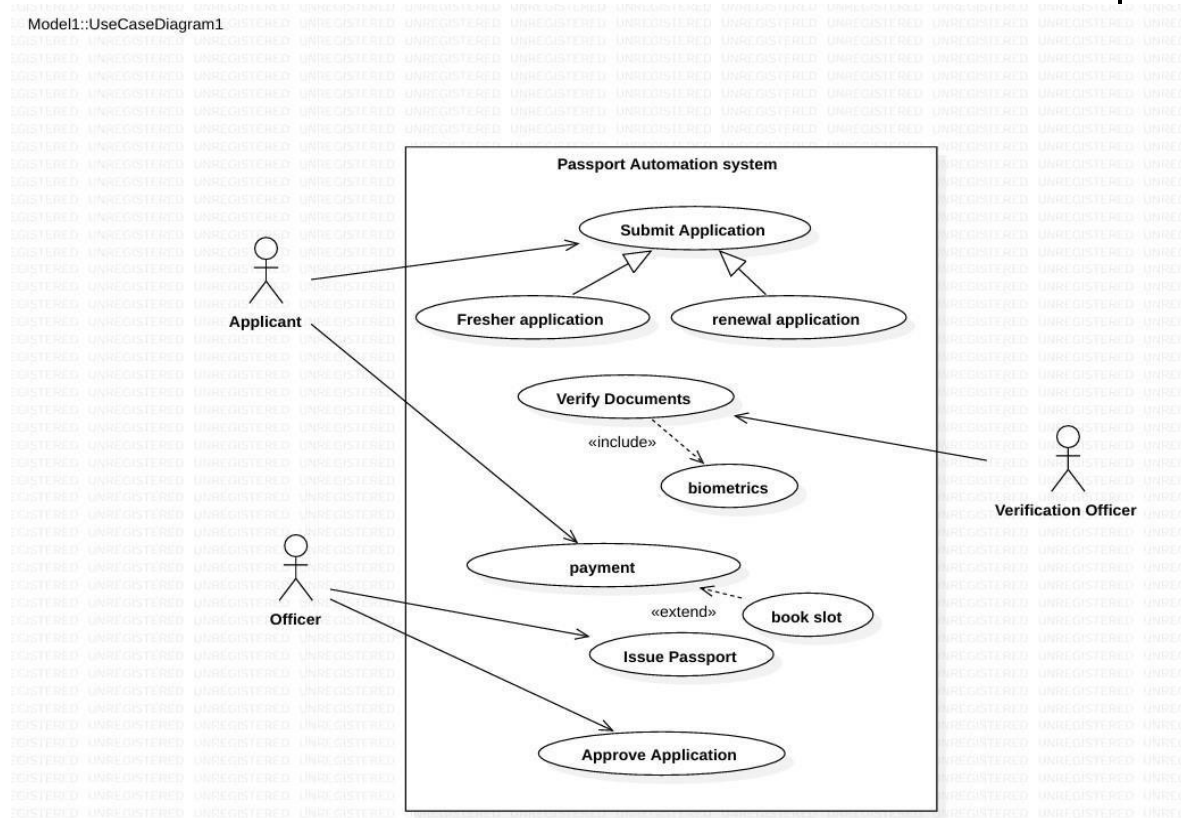 Model1::UseCaseDiagram1
Passport Automation system
Submit Application
Fresher application
renewal application
Applicant
Verify Documents
«include»
biometrics
Verification Officer
payment
«extend»
book slot
Officer
Issue Passport
Approve Application
UNREGISTERED